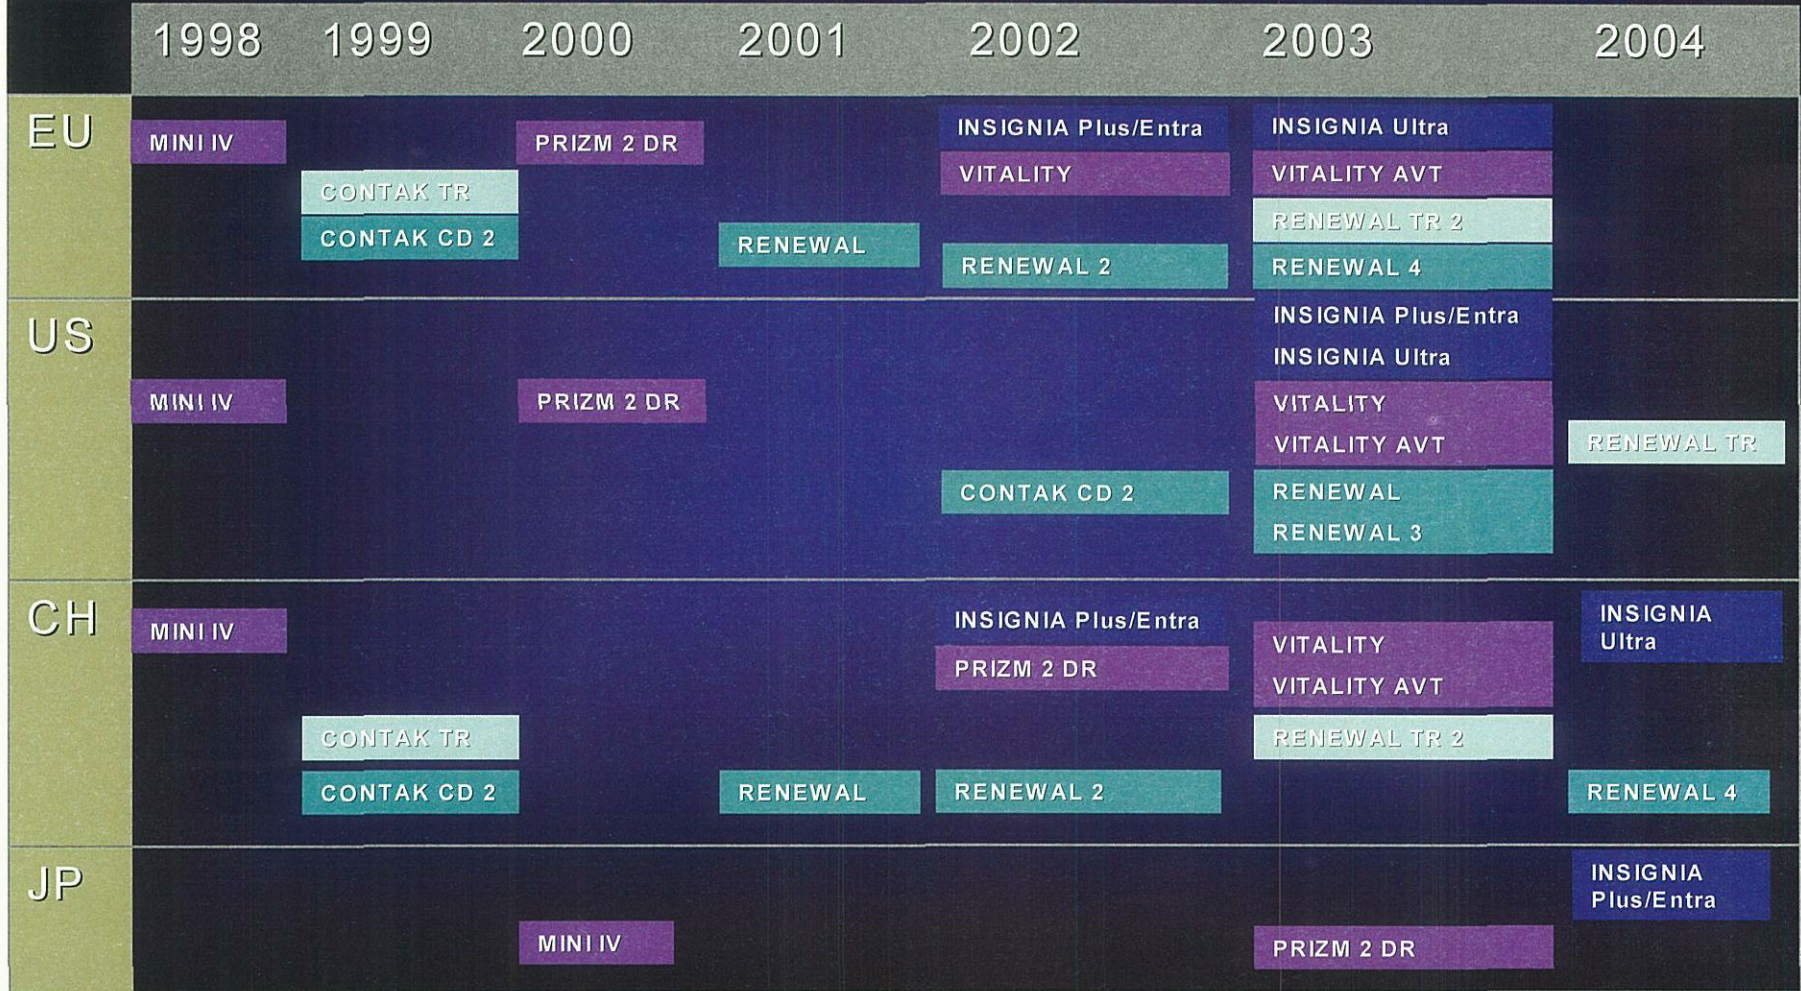 1998 1999 2000 2001 2002 2003 2004
EU
MINI IV
PRIZM 2 DR
INSIGNIA Plus/Entra
INSIGNIA Ultra
VITALITY
VITALITY AVT
CONTAK TR
RENEWAL TR 2
CONTAK CD 2
RENEWAL
RENEWAL 2
RENEWAL 4
US
INSIGNIA Plus/Entra
INSIGNIA Ultra
MINI IV
PRIZM 2 DR
VITALITY
VITALITY AVT
RENEWAL TR
CONTAK CD 2
RENEWAL
RENEWAL 3
CH
MINI IV
INSIGNIA Plus/Entra
INSIGNIA
Ultra
PRIZM 2 DR
VITALITY
VITALITY AVT
CONTAK TR
RENEWAL TR 2
CONTAK CD 2
RENEWAL
RENEWAL 2
RENEWAL 4
JP
INSIGNIA
Plus/Entra
MINI IV
PRIZM 2 DR